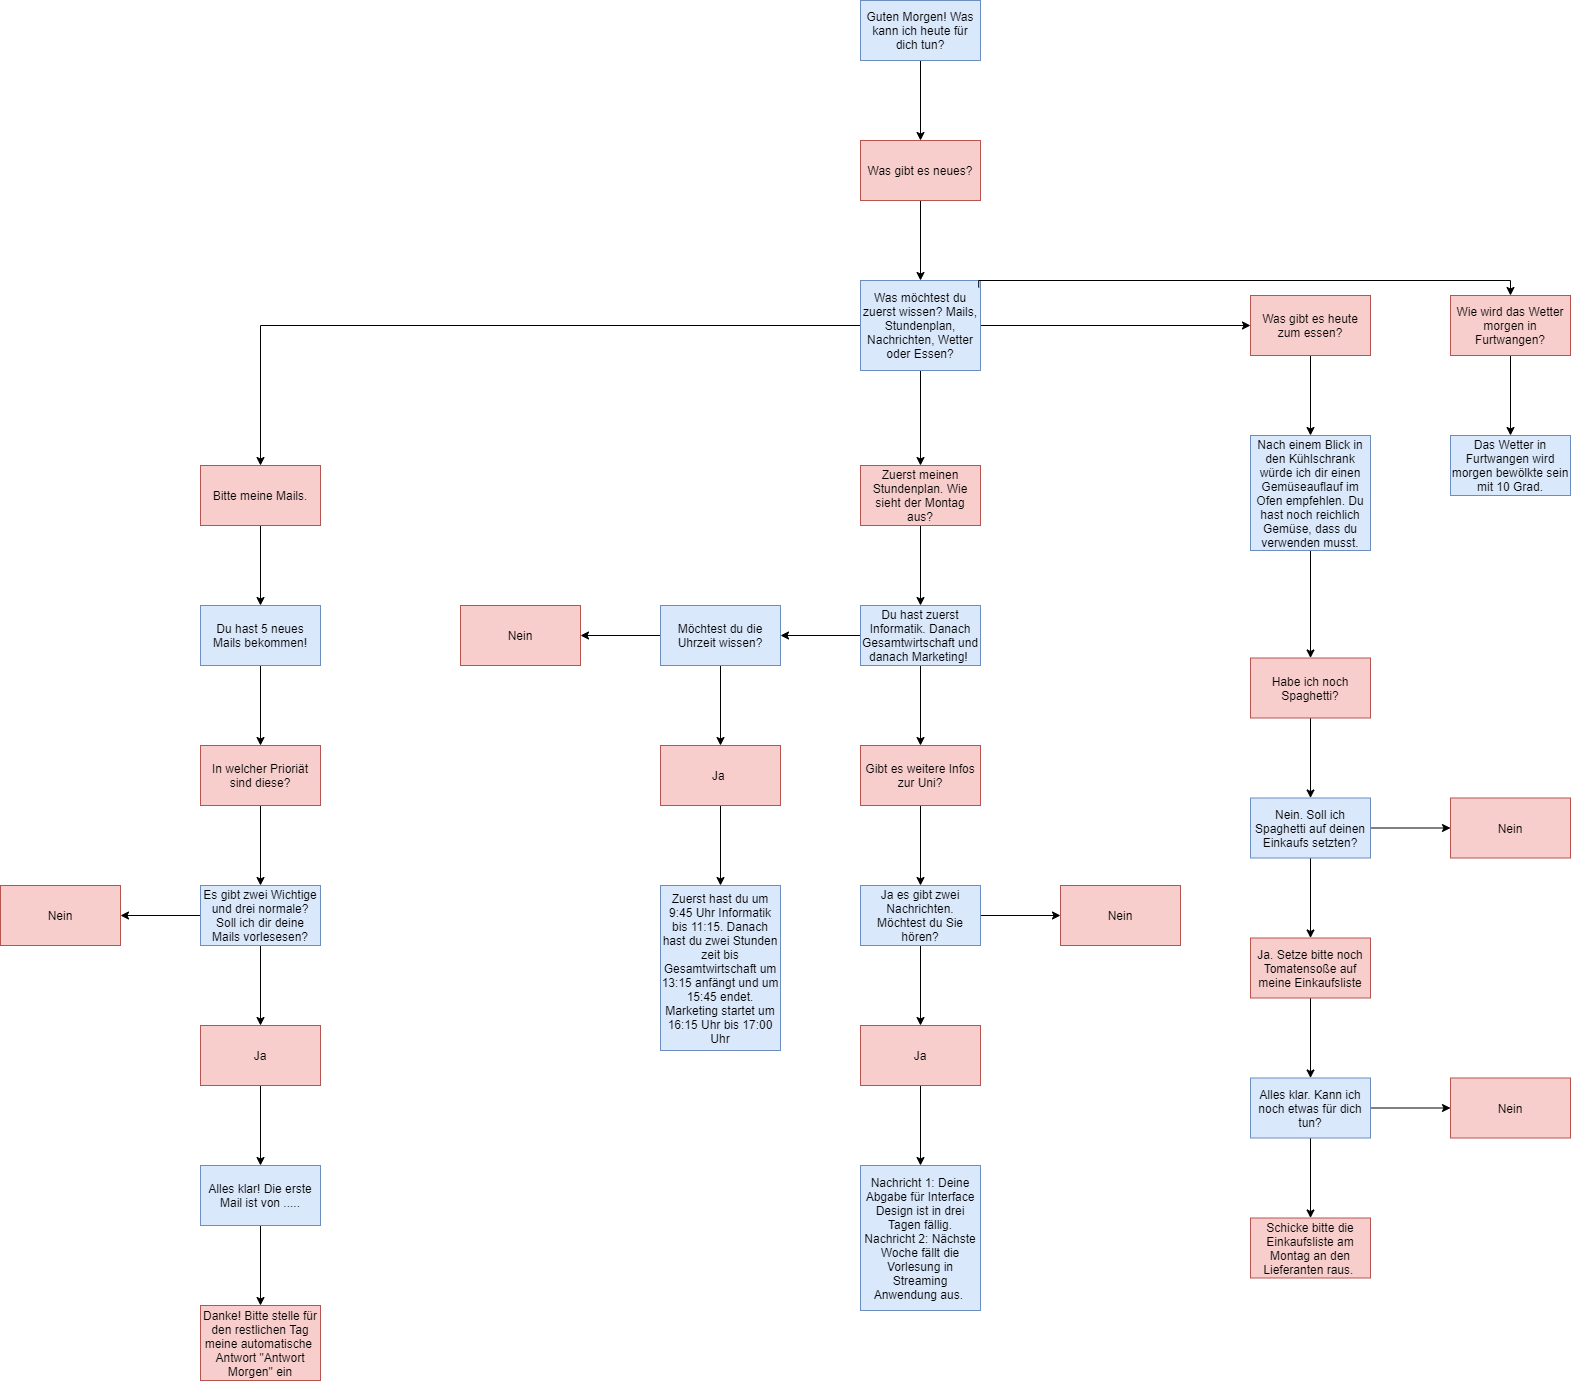 Guten Morgen! Was
kann ich heute für
dich tun?
Was gibt es neues?
Was möchtest du
zuerst wissen? Mails,
Stundenplan,
Nachrichten, Wetter
oder Essen?
Was gibt es heute
zum essen?
Wie wird das Wetter
morgen in
Furtwangen?
Nach einem Blick in
den Kühlschrank
würde ich dir einen
Gemüseauflauf im
Ofen empfehlen. Du
hast noch reichlich
Gemüse, dass du
verwenden musst.
Das Wetter in
Furtwangen wird
morgen bewölkte sein
mit 10 Grad.
Bitte meine Mails.
Zuerst meinen
Stundenplan. Wie
sieht der Montag
aus?
Du hast 5 neues
Mails bekommen!
Nein
Möchtest du die
Uhrzeit wissen?
Du hast zuerst
Informatik. Danach
Gesamtwirtschaft und
danach Marketing!
Habe ich noch
Spaghetti?
In welcher Prioriät
sind diese?
Ja
Gibt es weitere Infos
zur Uni?
Nein. Soll ich
Spaghetti auf deinen
Einkaufs setzten?
Nein
Nein
Es gibt zwei Wichtige
und drei normale?
Soll ich dir deine
Mails vorlesesen?
Zuerst hast du um
9:45 Uhr Informatik
bis 11:15. Danach
hast du zwei Stunden
zeit bis
Gesamtwirtschaft um
13:15 anfängt und um
15:45 endet.
Marketing startet um
16:15 Uhr bis 17:00
Uhr
Ja es gibt zwei
Nachrichten.
Möchtest du Sie
hören?
Nein
Ja. Setze bitte noch
Tomatensoße auf
meine Einkaufsliste
Ja
Ja
Alles klar. Kann ich
noch etwas für dich
tun?
Nein
Alles klar! Die erste
Mail ist von .....
Nachricht 1: Deine
Abgabe für Interface
Design ist in drei
Tagen fällig.
Nachricht 2: Nächste
Woche fällt die
Vorlesung in
Streaming
Anwendung aus.
Schicke bitte die
Einkaufsliste am
Montag an den
Lieferanten raus.
Danke! Bitte stelle für
den restlichen Tag
meine automatische
Antwort "Antwort
Morgen" ein